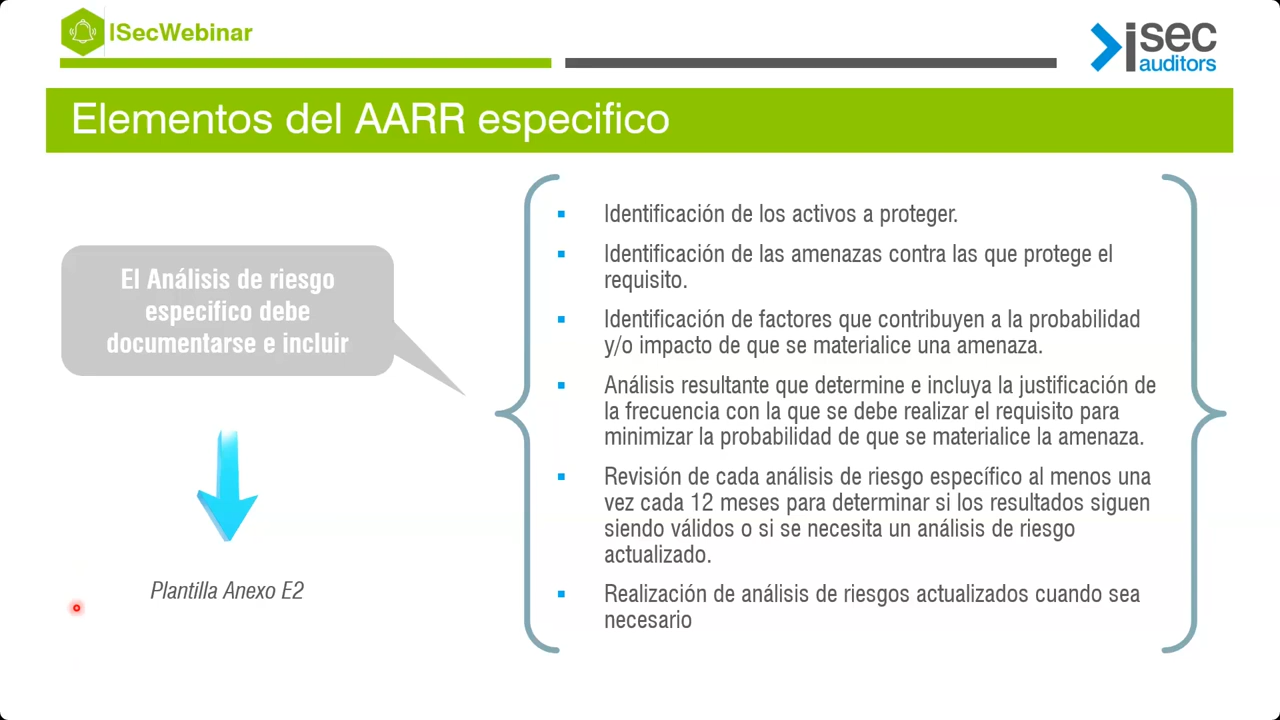 ISecWebinar
isec
auditors
Elementos del AARR especifico
El Análisis de riesgo
especifico debe
documentarse e incluir
Plantilla Anexo E2
Identificación de los activos a proteger.
Identificación de las amenazas contra las que protege el
requisito.
Identificación de factores que contribuyen a la probabilidad
y/o impacto de que se materialice una amenaza.
Análisis resultante que determine e incluya la justificación de
la frecuencia con la que se debe realizar el requisito para
minimizar la probabilidad de que se materialice la amenaza.
Revisión de cada análisis de riesgo específico al menos una
vez cada 12 meses para determinar si los resultados siguen
siendo válidos o si se necesita un análisis de riesgo
actualizado.
Realización de análisis de riesgos actualizados cuando sea
necesario